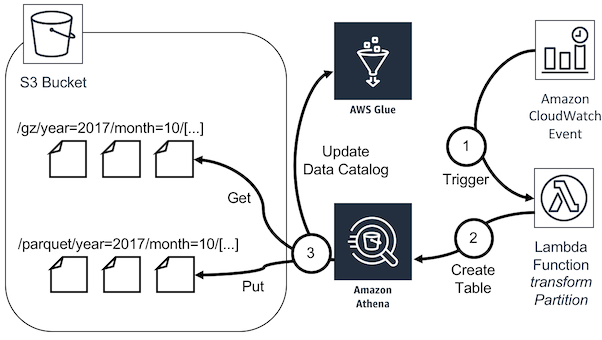 S3 Bucket
/gz/year=2017/month=10/[...]
Get
/parquet/year=2017/month=10/[...]
Put
3
AWS Glue
Update
Data Catalog
Amazon
Athena
Amazon
CloudWatch
Event
1
Trigger
2
Create
Table
Lambda
Function
transform
Partition